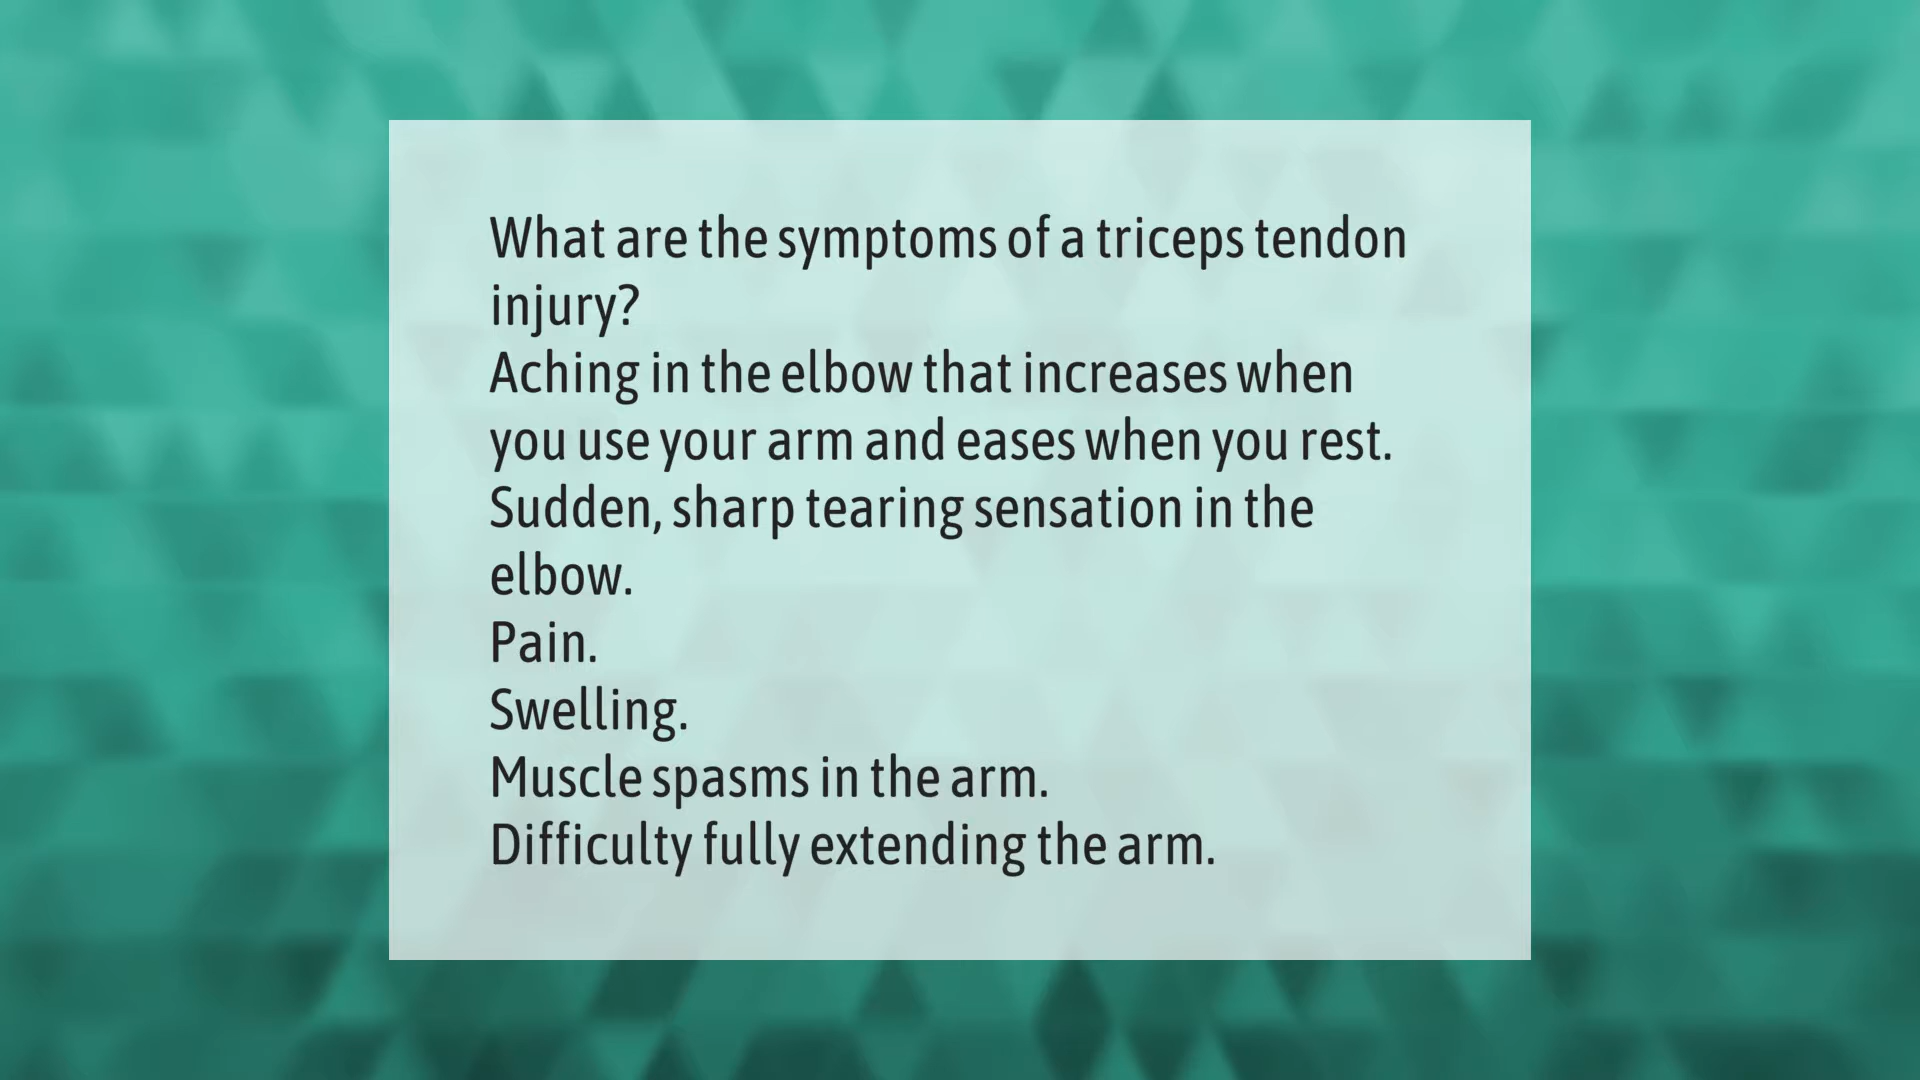 What are the symptoms of a triceps tendon
injury?
Aching in the elbow that increases when
you use your arm and eases when you rest.
Sudden, sharp tearing sensation in the
elbow.
Pain.
Swelling.
Muscle spasms in the arm.
Difficulty fully extending the arm.